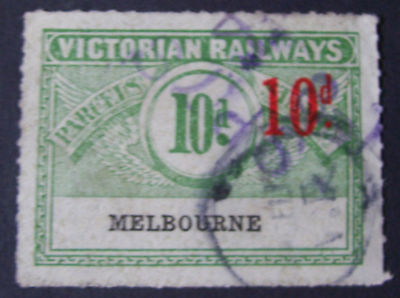 VICTORIAN RAILWAYS
PARCELS
10d.
10d.
MELBOURNE